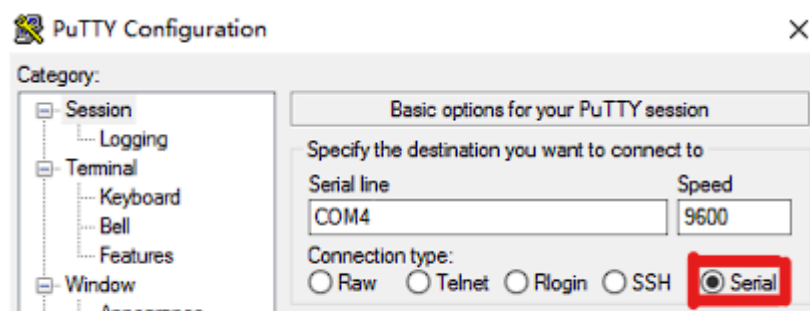 PuTTY Configuration
Category:
Session
Logging
Terminal
Keyboard
Bell
Features
Window
Appearance
Basic options for your PuTTY session
Specify the destination you want to connect to
Serial line
Speed
COM4
9600
Connection type:
Raw
Telnet
Rlogin
SSH
Serial